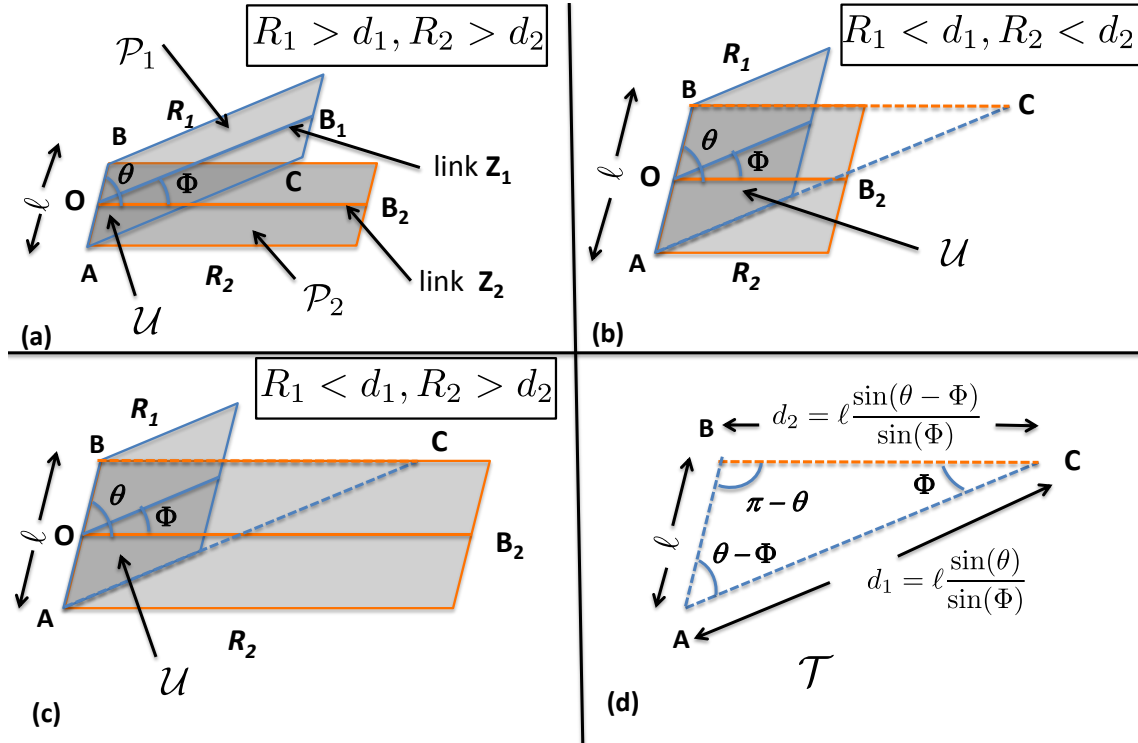 R₁ > d₁, R₂ > d₂
𝒫₁
R₁
B
B₁
θ
link Z₁
O
Φ
C
ℓ
B₂
A
R₂
link Z₂
𝒰
𝒫₂
(a)
R₁ < d₁, R₂ < d₂
R₁
B
C
θ
ℓ
Φ
O
B₂
A
R₂
𝒰
(b)
R₁ < d₁, R₂ > d₂
R₁
B
C
θ
ℓ
Φ
O
B₂
A
R₂
𝒰
(c)
d₂ = ℓ sin(θ − Φ)/sin(Φ)
B
C
Φ
π − θ
ℓ
θ − Φ
d₁ = ℓ sin(θ)/sin(Φ)
A
𝒯
(d)